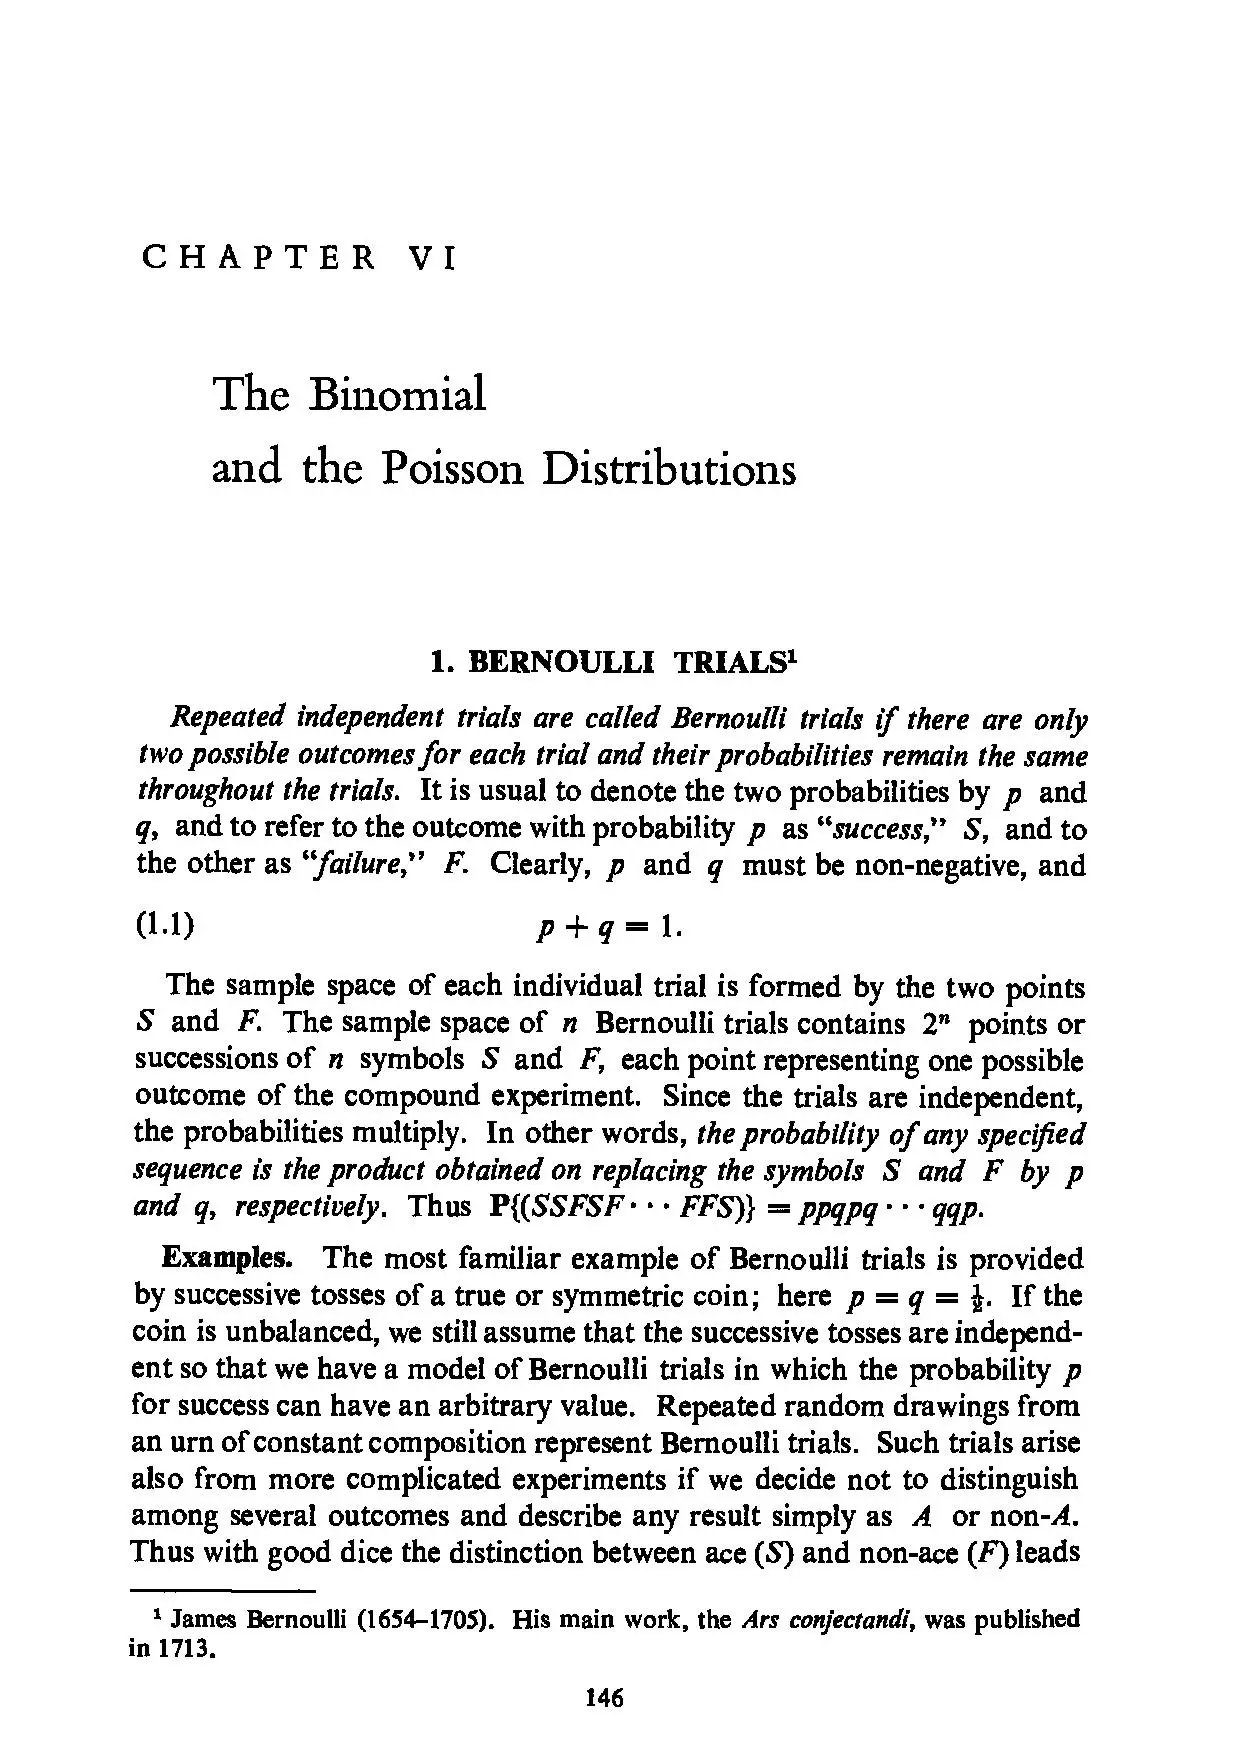 CHAPTER VI
The Binomial
and the Poisson Distributions
1. BERNOULLI TRIALS¹
Repeated independent trials are called Bernoulli trials if there are only
two possible outcomes for each trial and their probabilities remain the same
throughout the trials. It is usual to denote the two probabilities by p and
q, and to refer to the outcome with probability p as “success,” S, and to
the other as “failure,” F. Clearly, p and q must be non-negative, and
(1.1) p + q = 1.
The sample space of each individual trial is formed by the two points
S and F. The sample space of n Bernoulli trials contains 2ⁿ points or
successions of n symbols S and F, each point representing one possible
outcome of the compound experiment. Since the trials are independent,
the probabilities multiply. In other words, the probability of any specified
sequence is the product obtained on replacing the symbols S and F by p
and q, respectively. Thus P{(SSFSF··· FFS)} = ppqpq···qqp.
Examples. The most familiar example of Bernoulli trials is provided
by successive tosses of a true or symmetric coin; here p = q = ½. If the
coin is unbalanced, we still assume that the successive tosses are independ-
ent so that we have a model of Bernoulli trials in which the probability p
for success can have an arbitrary value. Repeated random drawings from
an urn of constant composition represent Bernoulli trials. Such trials arise
also from more complicated experiments if we decide not to distinguish
among several outcomes and describe any result simply as A or non-A.
Thus with good dice the distinction between ace (S) and non-ace (F) leads
¹ James Bernoulli (1654–1705). His main work, the Ars conjectandi, was published
in 1713.
146